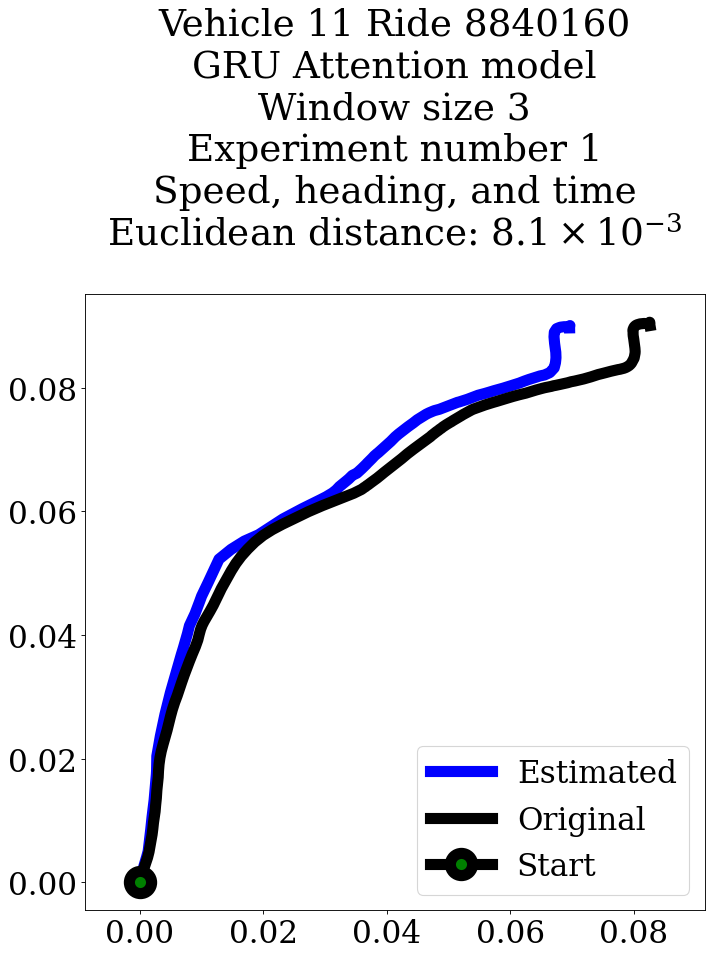 Vehicle 11 Ride 8840160
GRU Attention model
Window size 3
Experiment number 1
Speed, heading, and time
Euclidean distance: 8.1 × 10⁻³
0.08
0.06
0.04
0.02
0.00
Estimated
Original
Start
0.00 0.02 0.04 0.06 0.08